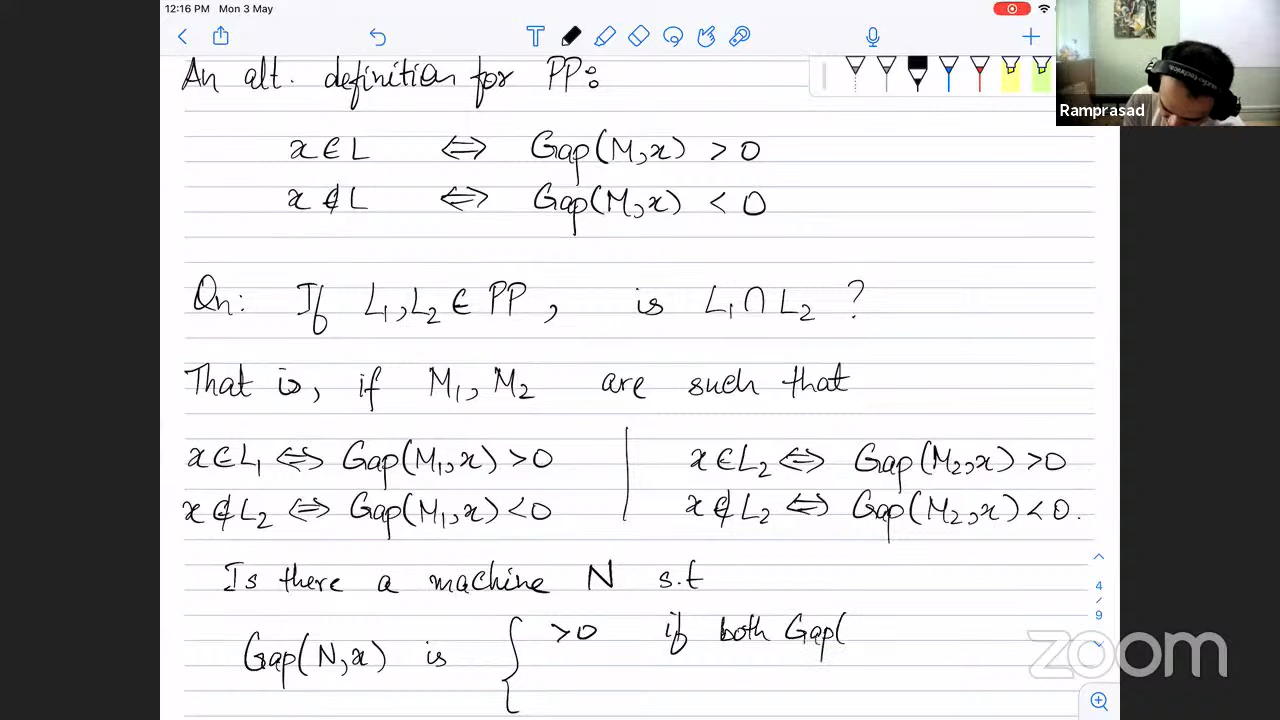 12:16 PM Mon 3 May
Ramprasad
An alt. definition for PP:
x ∈ L ⇔ Gap(M,x) > 0
x ∉ L ⇔ Gap(M,x) < 0
Qn: If L₁,L₂ ∈ PP, is L₁ ∩ L₂ ?
That is, if M₁, M₂ are such that
x ∈ L₁ ⇔ Gap(M₁,x) > 0 | x ∈ L₂ ⇔ Gap(M₂,x) > 0
x ∉ L₂ ⇔ Gap(M₁,x) < 0 | x ∉ L₂ ⇔ Gap(M₂,x) < 0.
Is there a machine N s.t
Gap(N,x) is { >0 if both Gap(
4
9
zoom